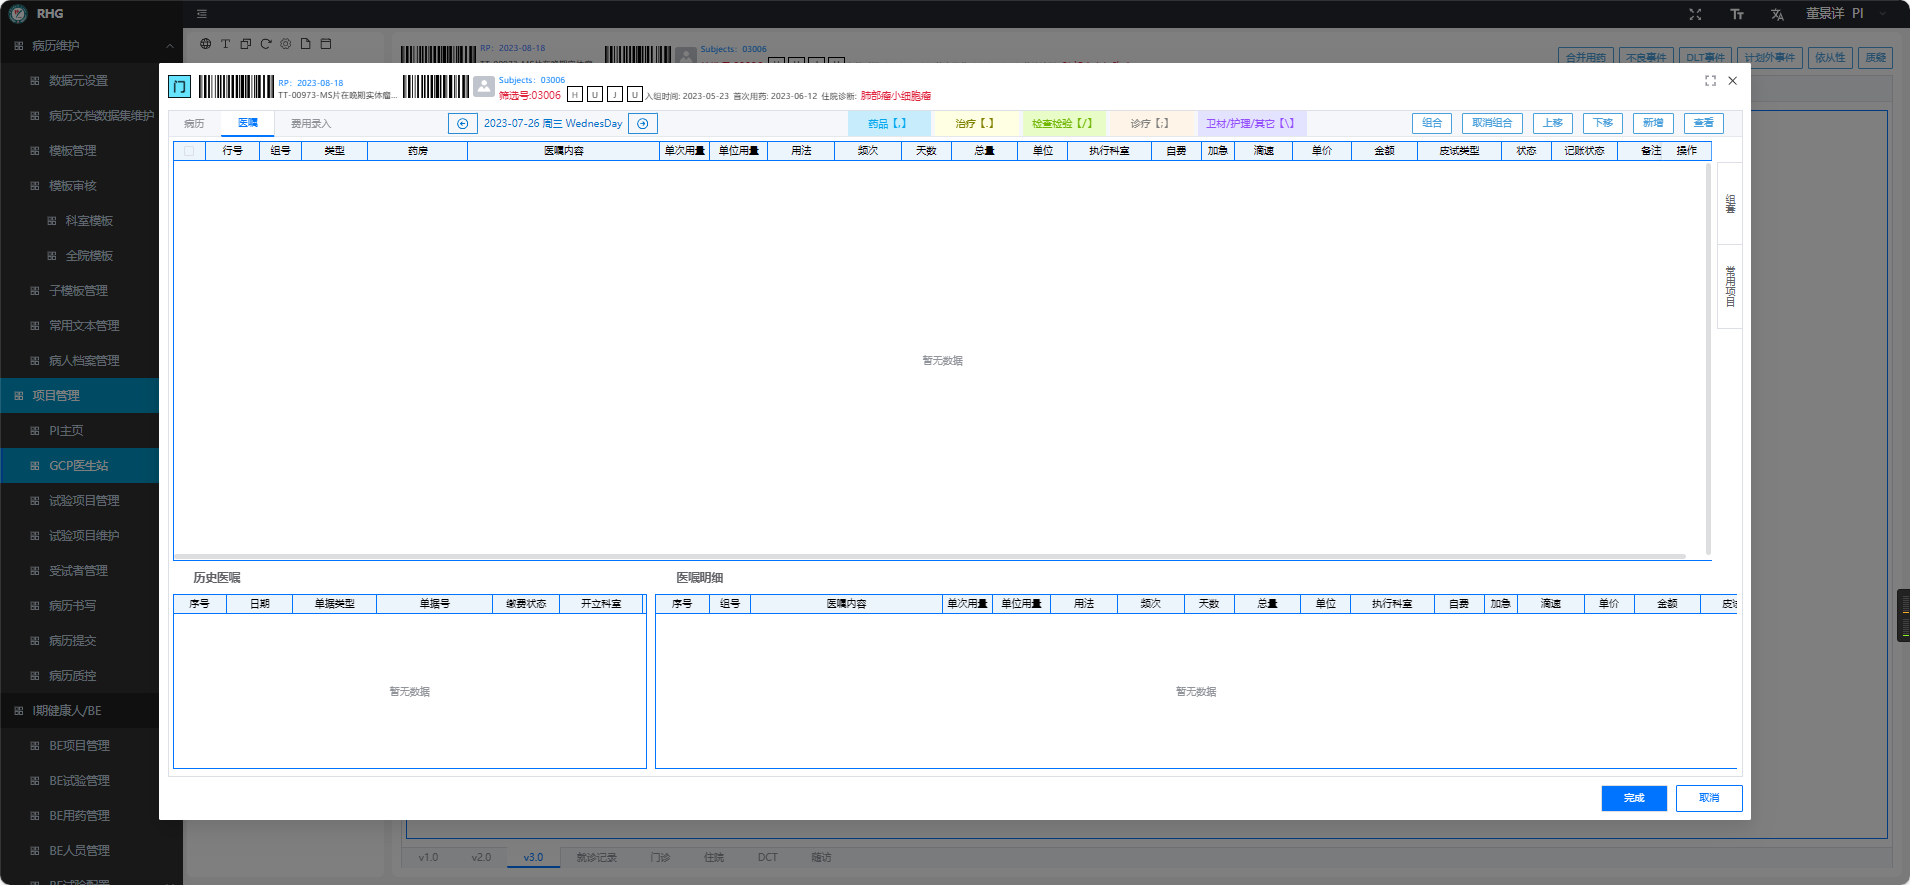 RHG
董景详 PI
病历维护
数据元设置
病历文档数据集维护
模板管理
模板审核
科室模板
全院模板
子模板管理
常用文本管理
病人档案管理
项目管理
PI主页
GCP医生站
试验项目管理
试验项目维护
受试者管理
病历书写
病历提交
病历质控
I期健康人/BE
BE项目管理
BE试验管理
BE用药管理
BE人员管理
BE试验配置
RP: 2023-08-18
Subjects: 03006
合并用药 不良事件 DLT事件 计划外事件 依从性 质疑
门
RP: 2023-08-18
TT-00973-MS片在晚期实体瘤...
Subjects: 03006
筛选号:03006 H U J U 入组时间: 2023-05-23 首次用药: 2023-06-12 住院诊断: 肺部瘤小细胞瘤
病历 医嘱 费用录入 2023-07-26 周三 WednesDay 药品【,】 治疗【.】 检查检验【/】 诊疗【;】 卫材/护理/其它【\】 组合 取消组合 上移 下移 新增 查看
行号 组号 类型 药房 医嘱内容 单次用量 单位用量 用法 频次 天数 总量 单位 执行科室 自费 加急 滴速 单价 金额 皮试类型 状态 记账状态 备注 操作
暂无数据
组套
常用项目
历史医嘱
序号 日期 单据类型 单据号 缴费状态 开立科室
暂无数据
医嘱明细
序号 组号 医嘱内容 单次用量 单位用量 用法 频次 天数 总量 单位 执行科室 自费 加急 滴速 单价 金额
暂无数据
完成 取消
v1.0 v2.0 v3.0 就诊记录 门诊 住院 DCT 随访